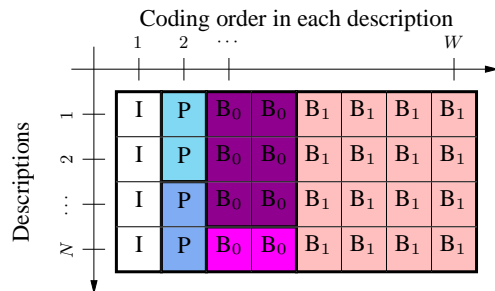 Coding order in each description
1 2 ... W
Descriptions
1 I P B₀ B₀ B₁ B₁ B₁ B₁
2 I P B₀ B₀ B₁ B₁ B₁ B₁
... I P B₀ B₀ B₁ B₁ B₁ B₁
N I P B₀ B₀ B₁ B₁ B₁ B₁